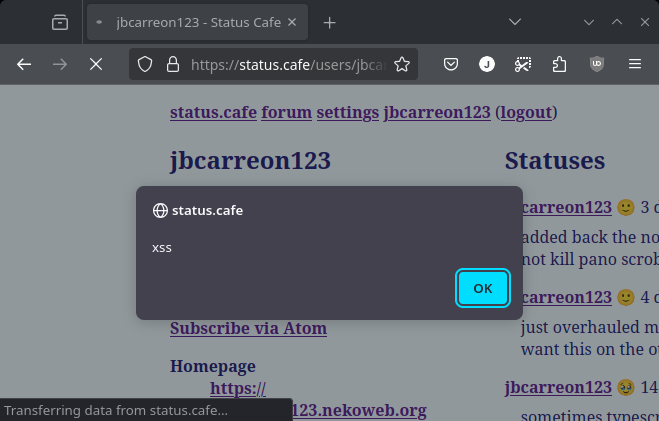 jbcarreon123 - Status Cafe
https://status.cafe/users/jbca
status.cafe forum settings jbcarreon123 (logout)
jbcarreon123
status.cafe
xss
OK
Subscribe via Atom
Homepage
https://
123.nekoweb.org
Statuses
carreon123 🙂 3 d
added back the no
not kill pano scrob
carreon123 🙂 4 d
just overhauled m
want this on the o
jbcarreon123 🥹 14
sometimes typescr
Transferring data from status.cafe…